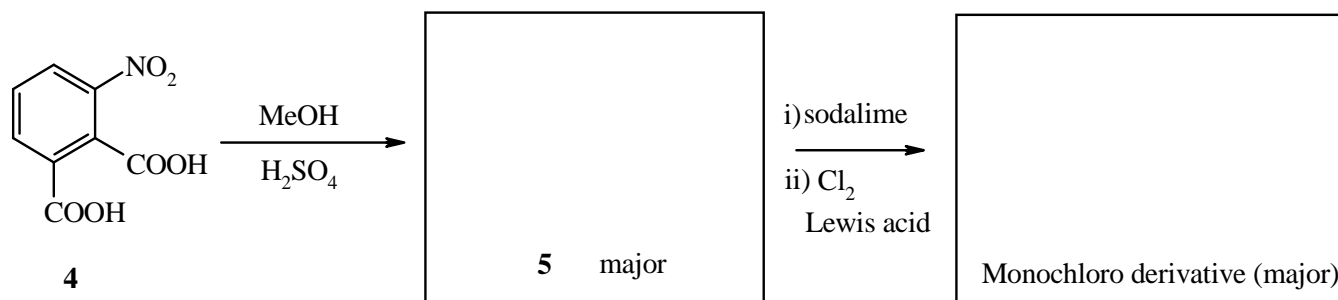 NO2
COOH
COOH
4
MeOH
H2SO4
5 major
i) sodalime
ii) Cl2
Lewis acid
Monochloro derivative (major)